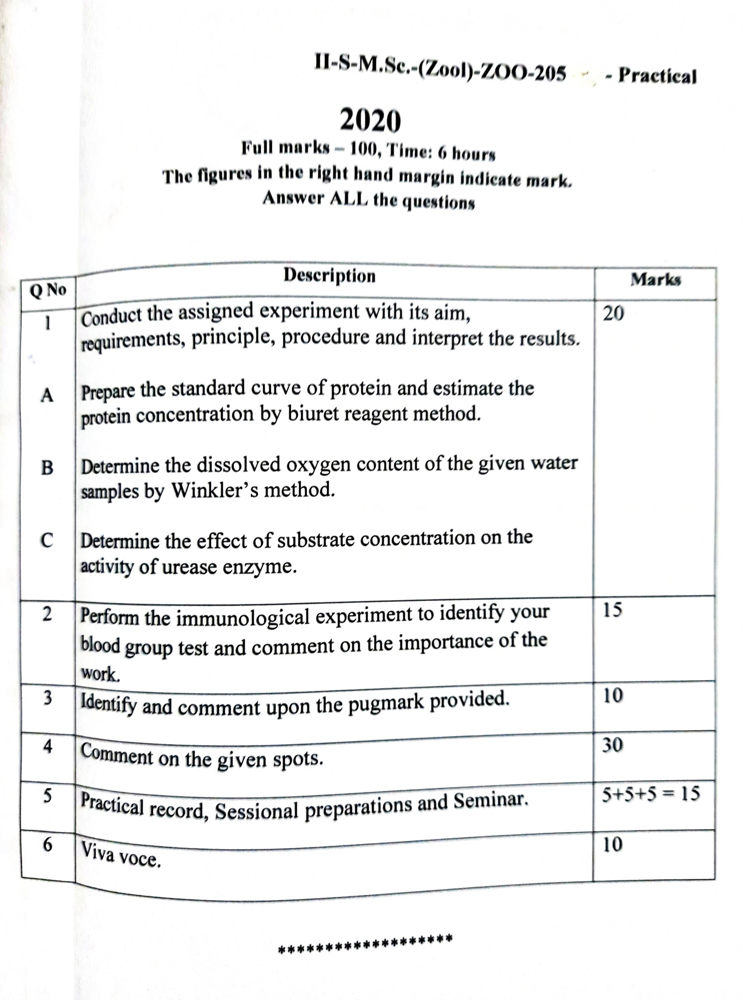 II-S-M.Sc.-(Zool)-ZOO-205 - Practical
2020
Full marks – 100, Time: 6 hours
The figures in the right hand margin indicate mark.
Answer ALL the questions
Q No Description Marks
1 Conduct the assigned experiment with its aim, 20
requirements, principle, procedure and interpret the results.
A Prepare the standard curve of protein and estimate the
protein concentration by biuret reagent method.
B Determine the dissolved oxygen content of the given water
samples by Winkler’s method.
C Determine the effect of substrate concentration on the
activity of urease enzyme.
2 Perform the immunological experiment to identify your 15
blood group test and comment on the importance of the
work.
3 Identify and comment upon the pugmark provided. 10
4 Comment on the given spots. 30
5 Practical record, Sessional preparations and Seminar. 5+5+5 = 15
6 Viva voce. 10
*******************